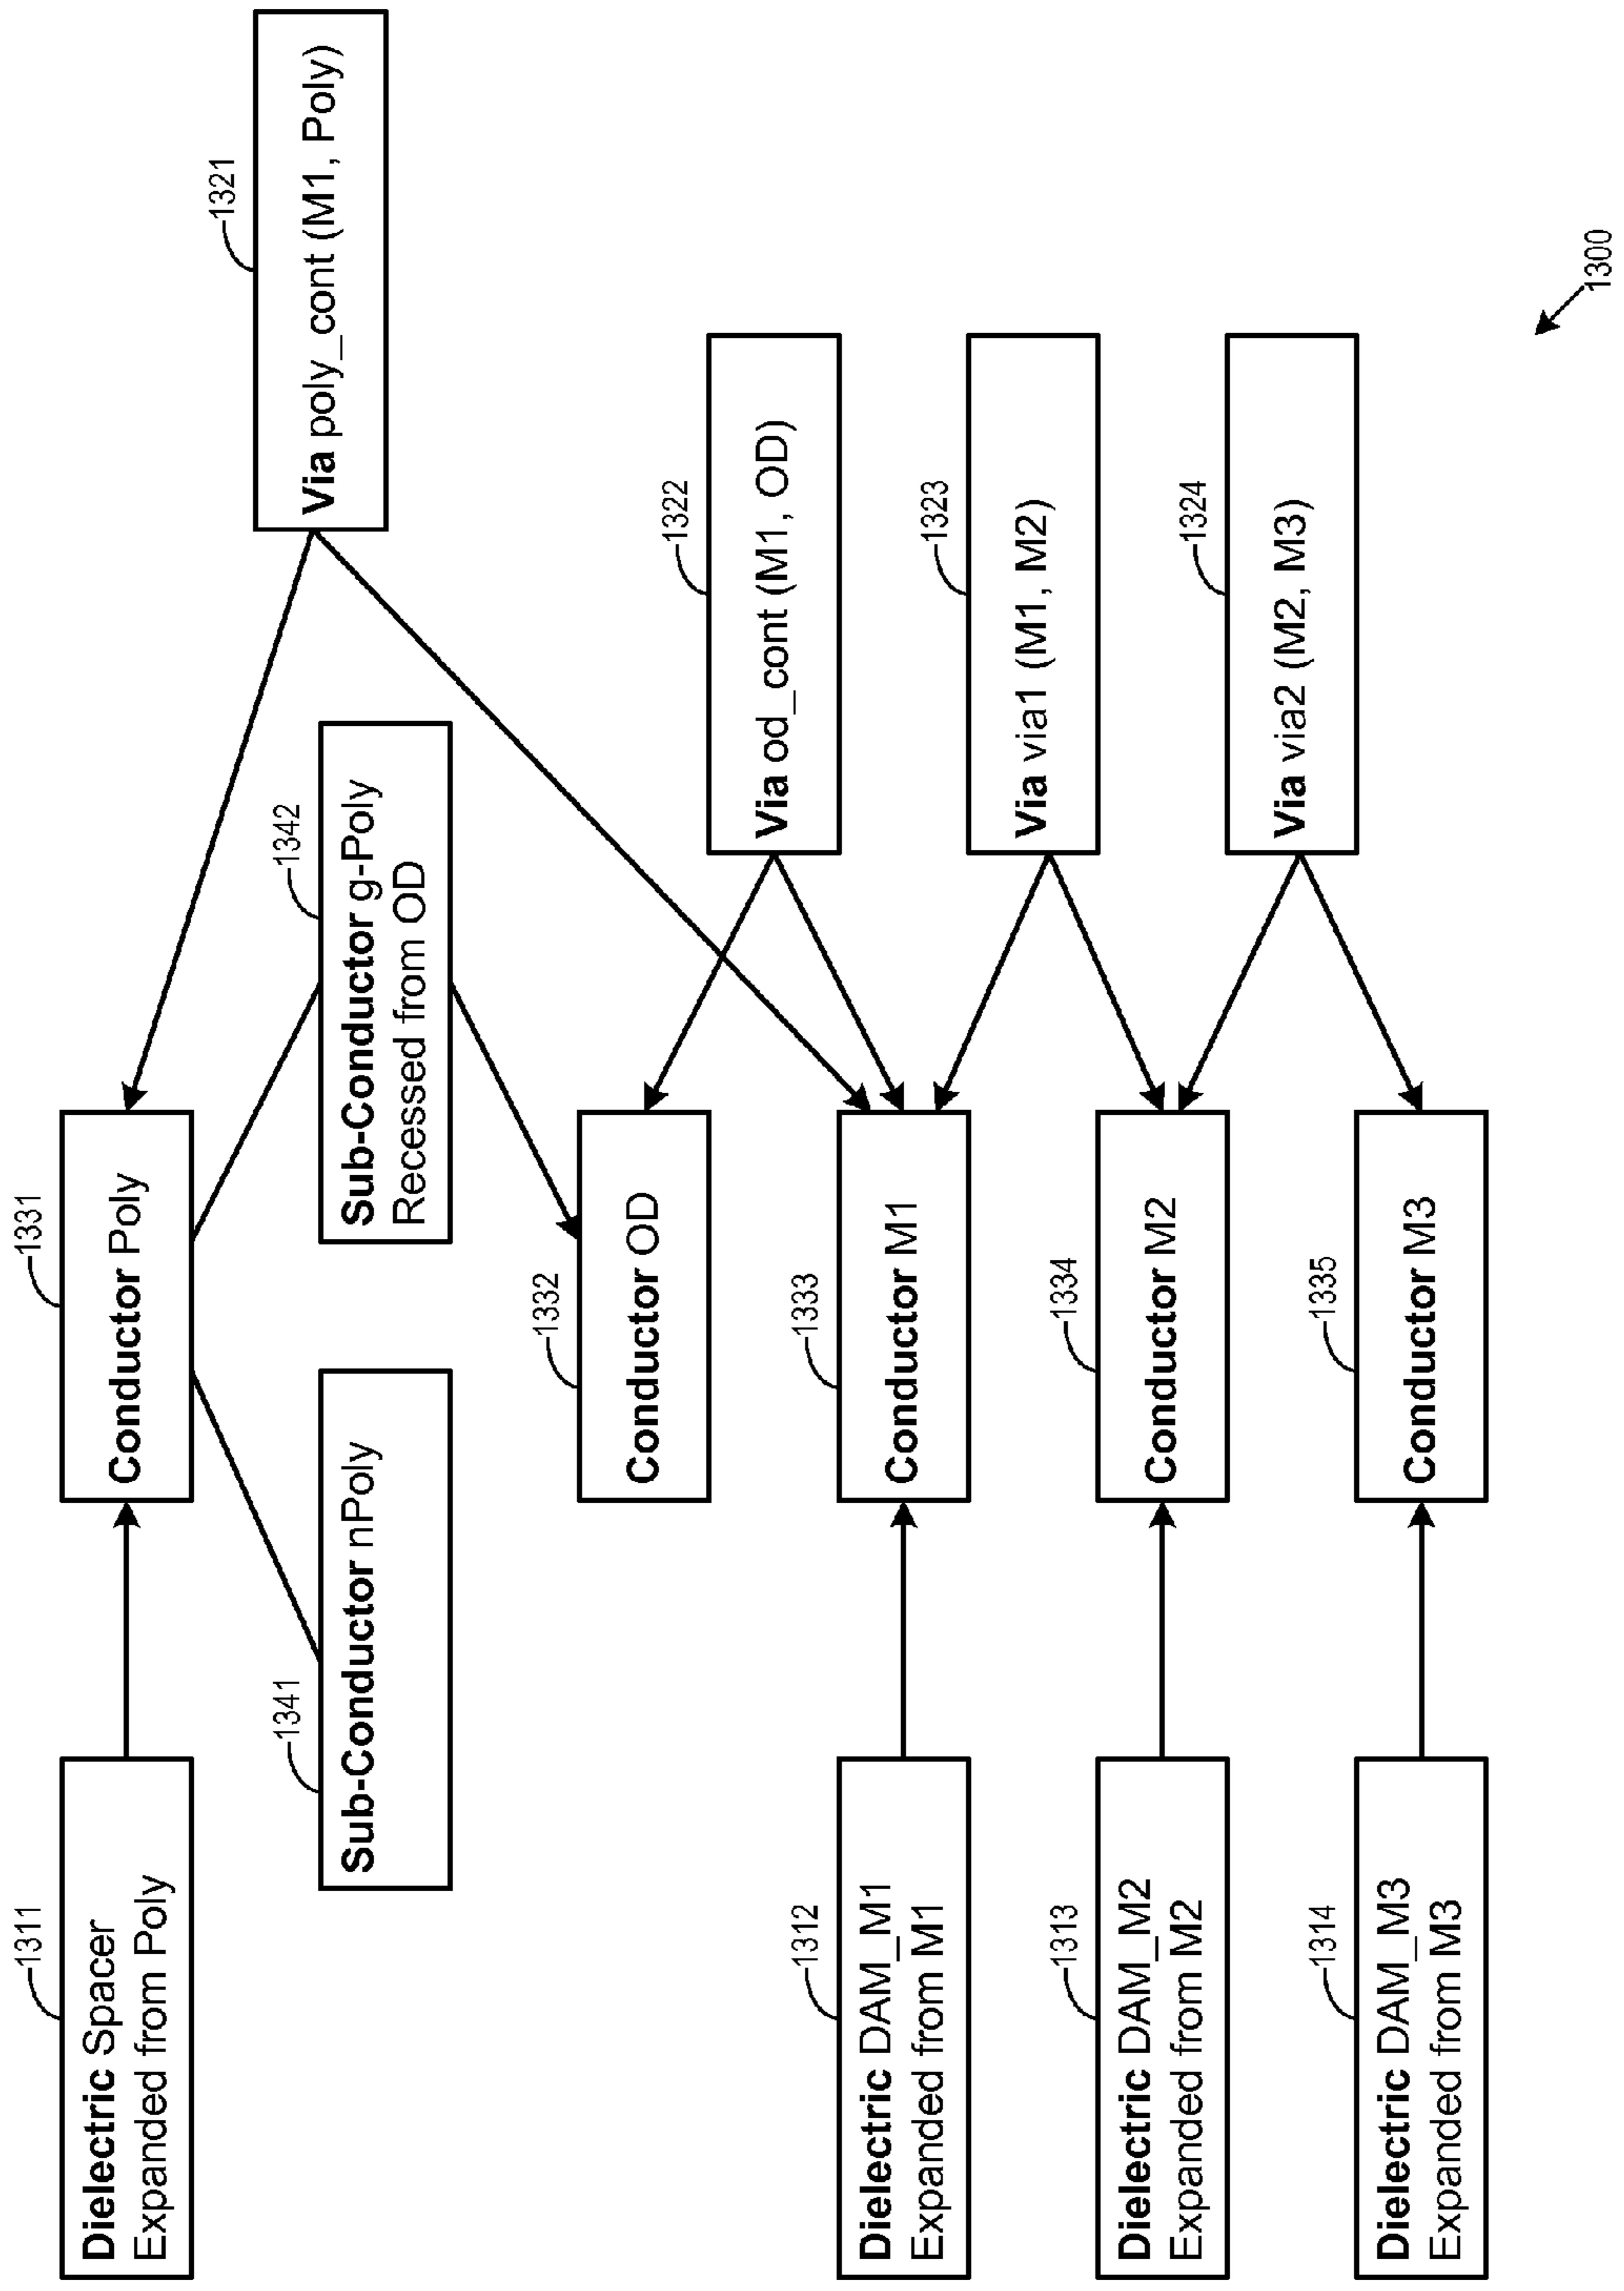 1311
Dielectric Spacer
Expanded from Poly
1331
Conductor Poly
1321
Via poly_cont (M1, Poly)
1341
Sub-Conductor nPoly
1342
Sub-Conductor g-Poly
Recessed from OD
1332
Conductor OD
1322
Via od_cont (M1, OD)
1312
Dielectric DAM_M1
Expanded from M1
1333
Conductor M1
1323
Via via1 (M1, M2)
1313
Dielectric DAM_M2
Expanded from M2
1334
Conductor M2
1324
Via via2 (M2, M3)
1314
Dielectric DAM_M3
Expanded from M3
1335
Conductor M3
1300